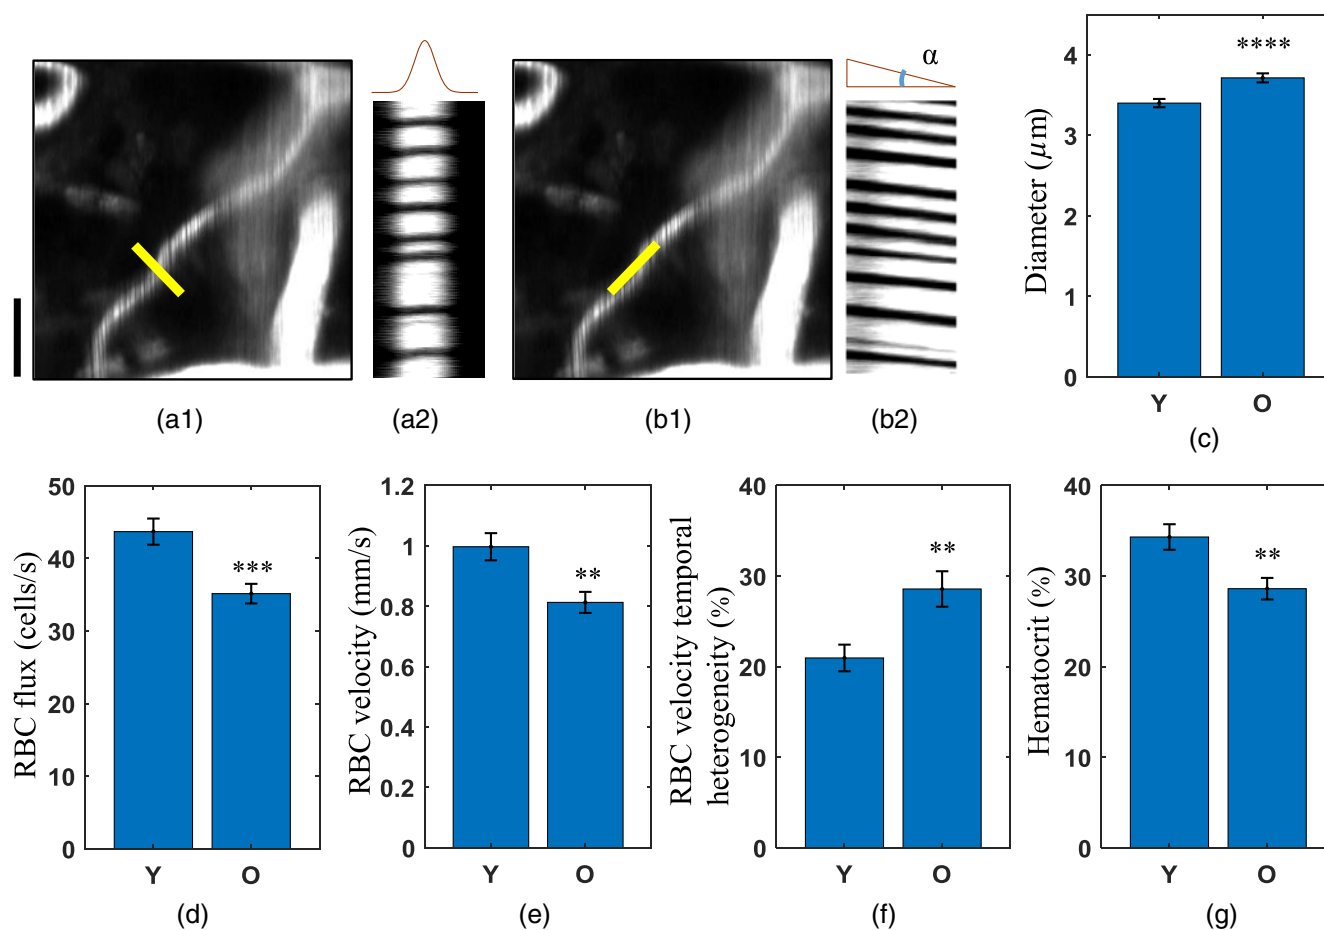 α
(a1)
(a2)
(b1)
(b2)
Diameter (μm)
4
3
2
1
0
****
Y
O
(c)
RBC flux (cells/s)
50
40
30
20
10
0
***
Y
O
(d)
RBC velocity (mm/s)
1.2
1
0.8
0.6
0.4
0.2
0
**
Y
O
(e)
RBC velocity temporal
heterogeneity (%)
40
30
20
10
0
**
Y
O
(f)
Hematocrit (%)
40
30
20
10
0
**
Y
O
(g)